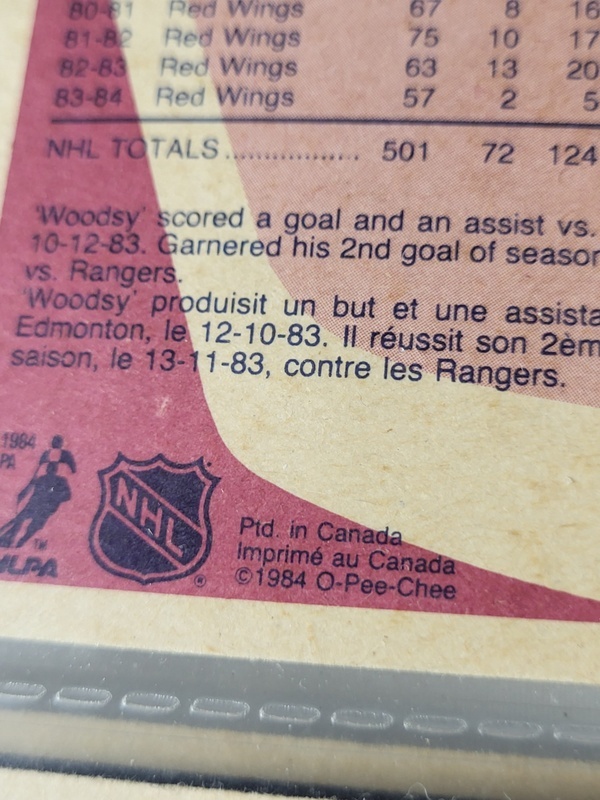 80-81 Red Wings 67 8 16
81-82 Red Wings 75 10 17
82-83 Red Wings 63 13 20
83-84 Red Wings 57 2 5
NHL TOTALS.................. 501 72 124
'Woodsy' scored a goal and an assist vs.
10-12-83. Garnered his 2nd goal of season
vs. Rangers.
'Woodsy' produisit un but et une assista
Edmonton, le 12-10-83. Il réussit son 2èm
saison, le 13-11-83, contre les Rangers.
1984
PA
NHL
TM
NHLPA
®
Ptd. in Canada
Imprimé au Canada
©1984 O-Pee-Chee